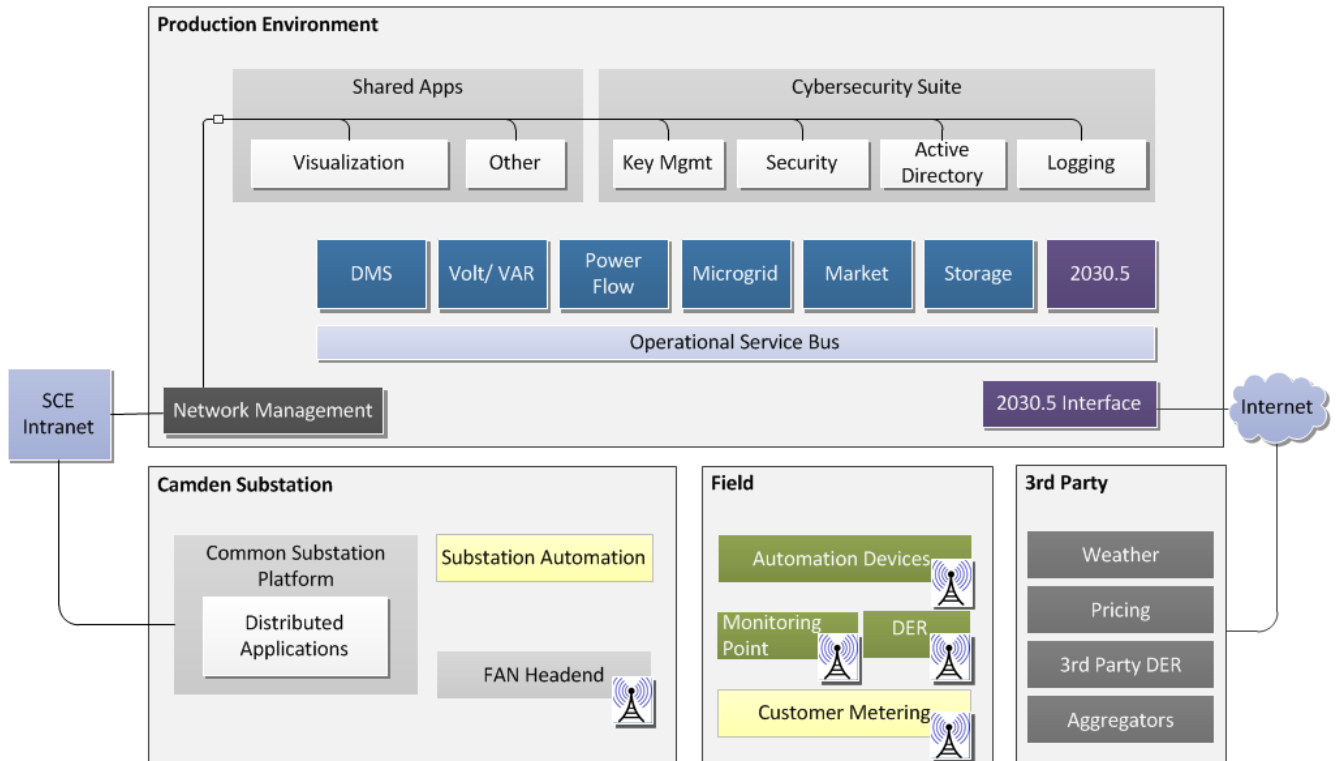 Production Environment
Shared Apps
Cybersecurity Suite
Visualization
Other
Key Mgmt
Security
Active
Directory
Logging
DMS
Volt/ VAR
Power
Flow
Microgrid
Market
Storage
2030.5
Operational Service Bus
SCE
Intranet
Network Management
2030.5 Interface
Internet
Camden Substation
Common Substation
Platform
Distributed
Applications
Substation Automation
FAN Headend
Field
Automation Devices
Monitoring
Point
DER
Customer Metering
3rd Party
Weather
Pricing
3rd Party DER
Aggregators